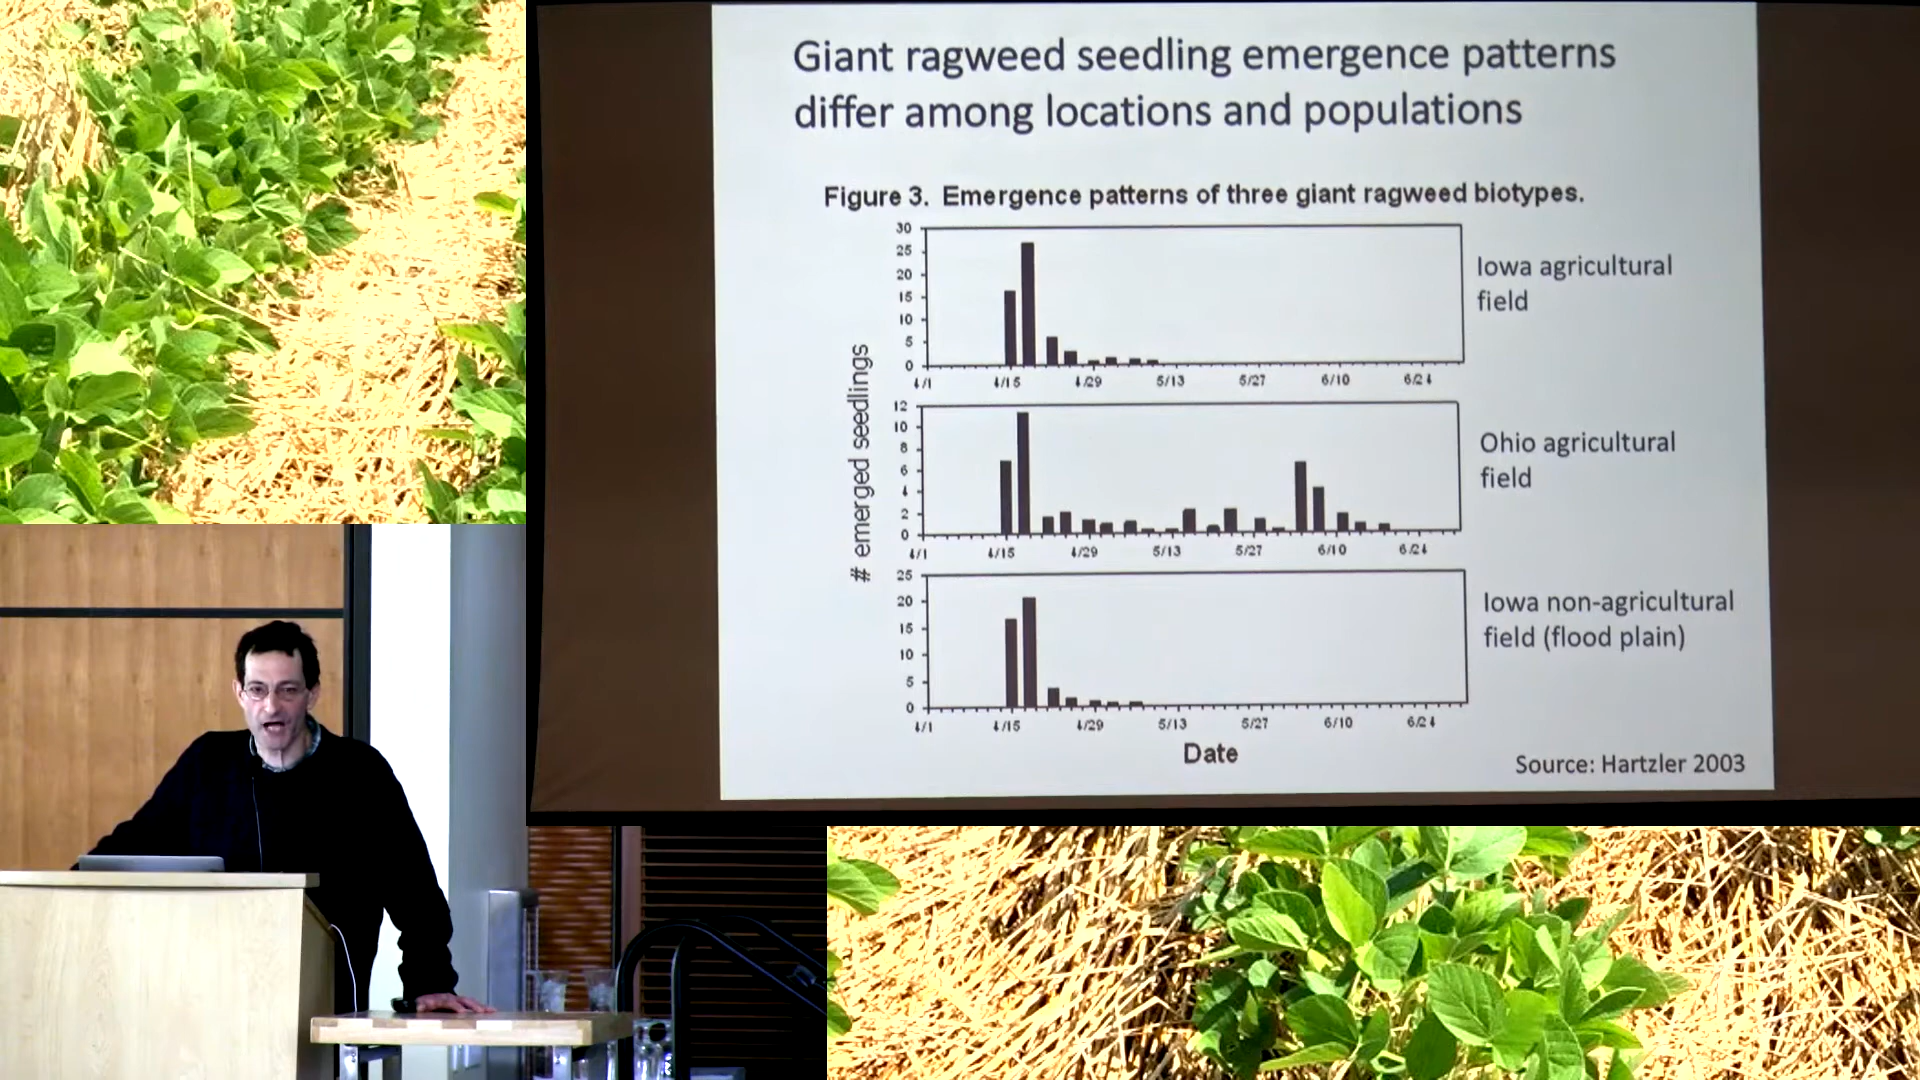 Giant ragweed seedling emergence patterns
differ among locations and populations
Figure 3. Emergence patterns of three giant ragweed biotypes.
# emerged seedlings
30
25
20
15
10
5
0
4/1 4/15 4/29 5/13 5/27 6/10 6/24
Iowa agricultural
field
12
10
8
6
4
2
0
4/1 4/15 4/29 5/13 5/27 6/10 6/24
Ohio agricultural
field
25
20
15
10
5
0
4/1 4/15 4/29 5/13 5/27 6/10 6/24
Iowa non-agricultural
field (flood plain)
Date
Source: Hartzler 2003